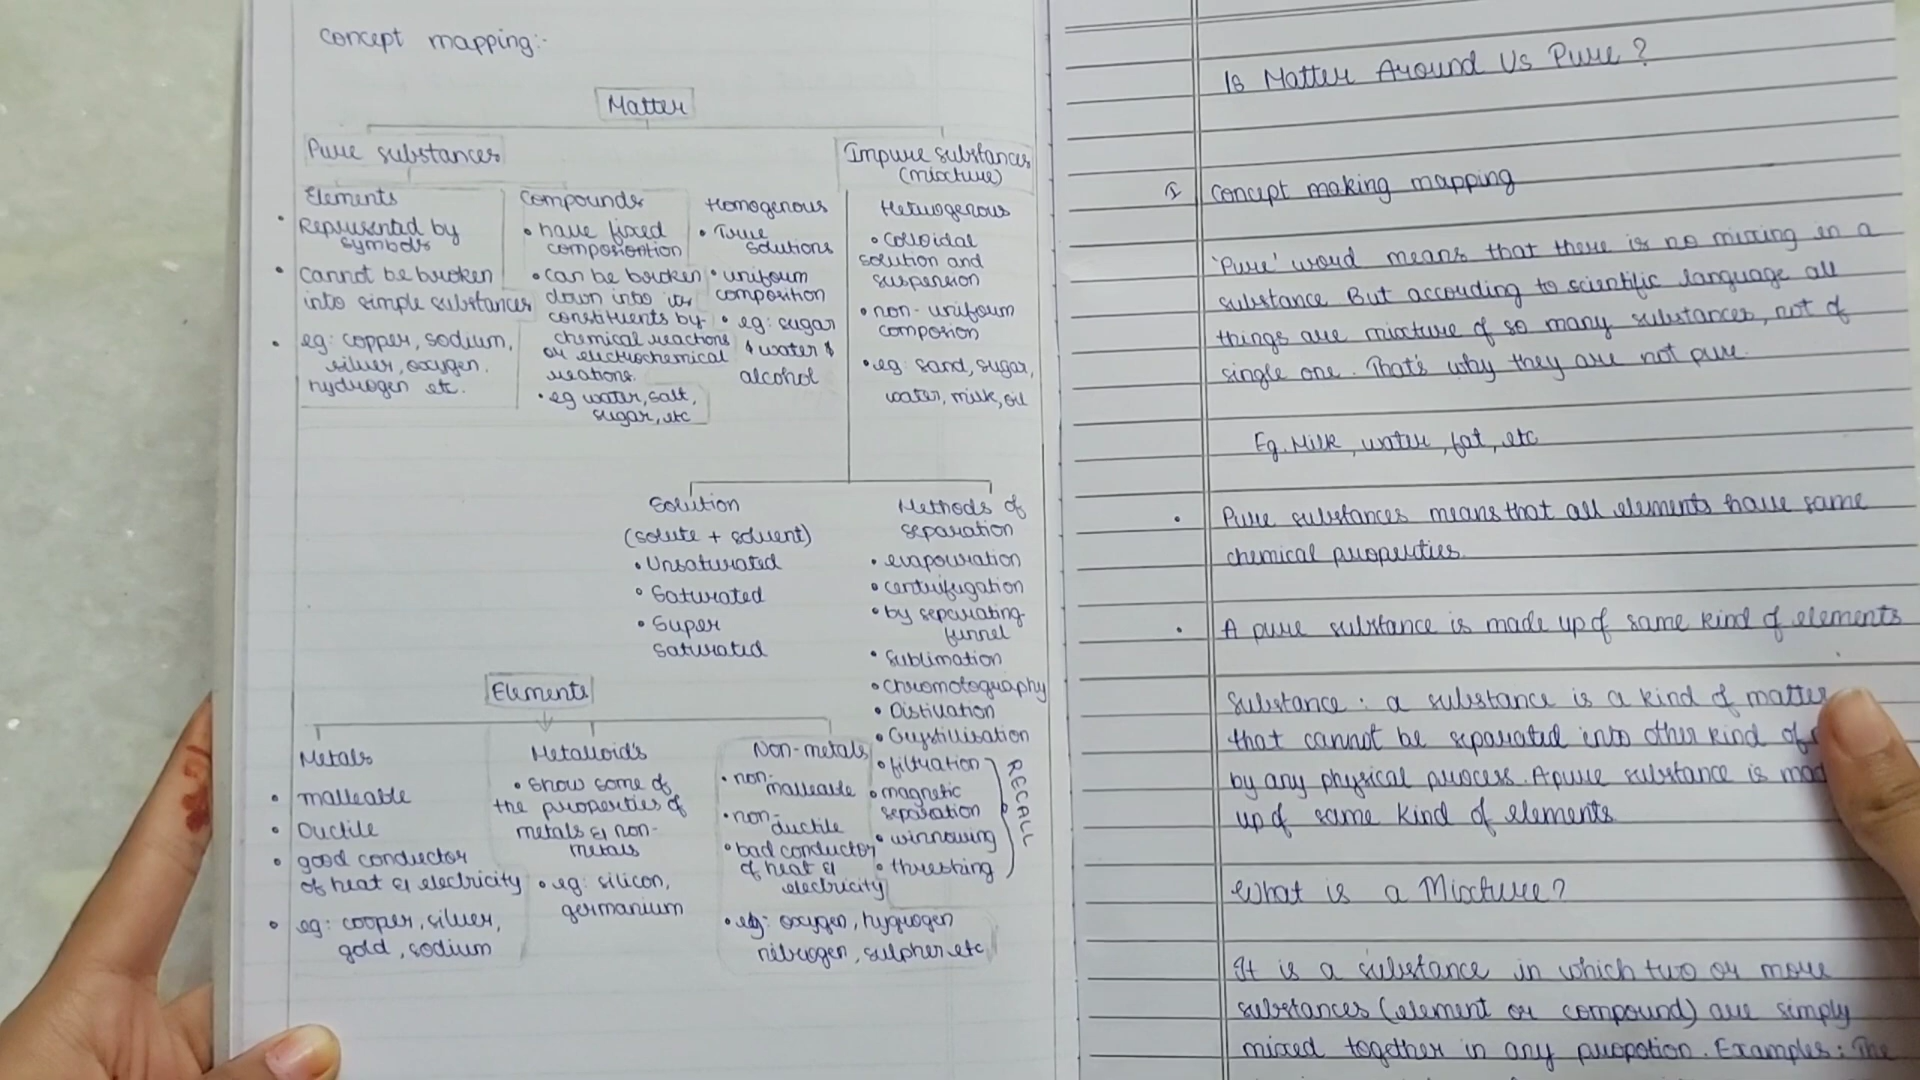 Concept mapping:-
Matter
Pure substances
Elements
• Represented by
symbols
• cannot be broken
into simple substances
• eg: copper, sodium,
silver, oxygen,
hydrogen etc.
Compounds
• have fixed
composiontion
• can be broken
down into its
constituents by
chemical reactions
or electrochemical
reations.
• eg water, salt,
sugar, etc
Impure substances
(mixture)
Homogenous
• True
solutions
• uniform
composition
• eg: sugar
& water &
alcohol
Heterogenous
• Colloidal
solution and
suspension
• non-uniform
composion
• eg: sand, sugar,
water, milk, oil
Solution
(solute + solvent)
• Unsaturated
• Saturated
• Super
Saturated
Methods of
separation
• evaporation
• centrifugation
• by separating
funnel
• Sublimation
• Chromotography
• Distillation
• Crystilisation
• filtration
• magnetic
separation
• winnowing
• threshing
RECALL
Elements
Metals
• malleable
• Ductile
• good conductor
of heat & electricity
• eg: cooper, silver,
gold, sodium
Metalloid's
• show some of
the properties of
metals & non-
metals
• eg: silicon,
germanium
Non-metals
• non-
malleable
• non-
ductile
• bad conductor
of heat &
electricity
• eg: oxygen, hygrogen
nitrogen, sulpher etc
Is Matter Around Us Pure?
Concept making mapping
'Pure' word means that there is no mixing in a
substance But according to scientific language all
things are mixture of so many substances, not of
single one. That's why they are not pure.
Eg. Milk, water, fat, etc
• Pure substances means that all elements have same
chemical properties.
• A pure substance is made up of same kind of elements
Substance: a substance is a kind of matter
that cannot be separated into other kind of
by any physical process. A pure substance is mad
up of same kind of elements
What is a Mixture?
It is a substance in which two or more
substances (element or compound) are simply
mixed together in any propotion. Examples: The